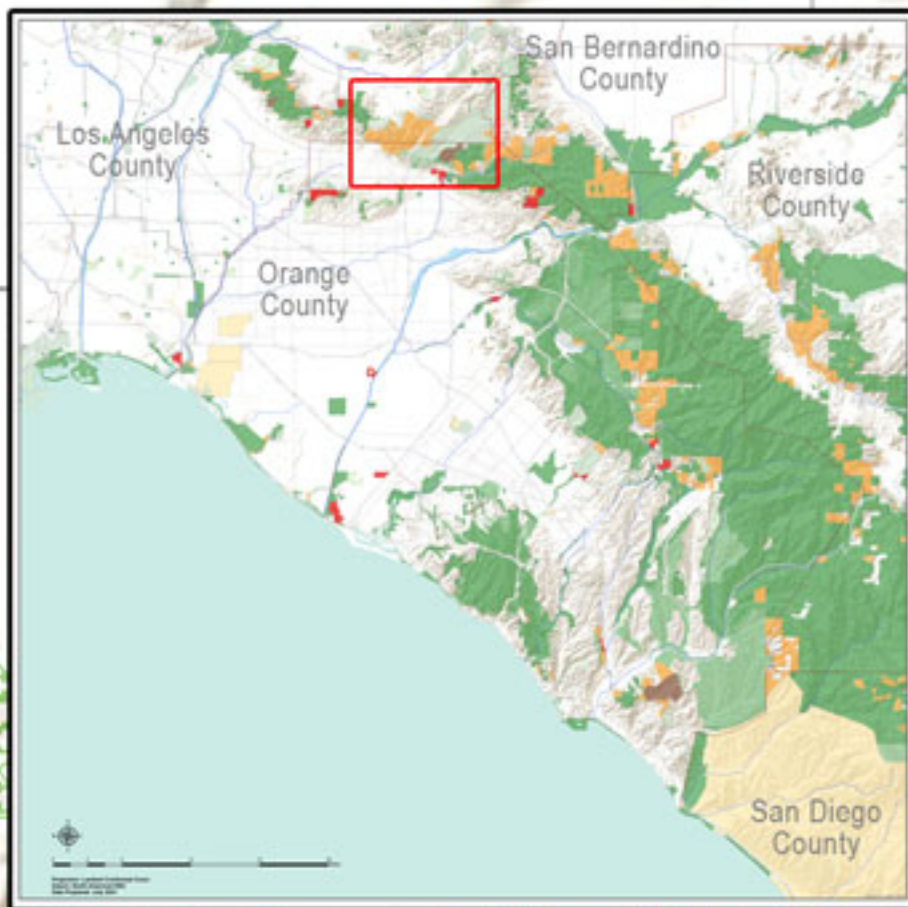 San Bernardino
County
Los Angeles
County
Riverside
County
Orange
County
San Diego
County